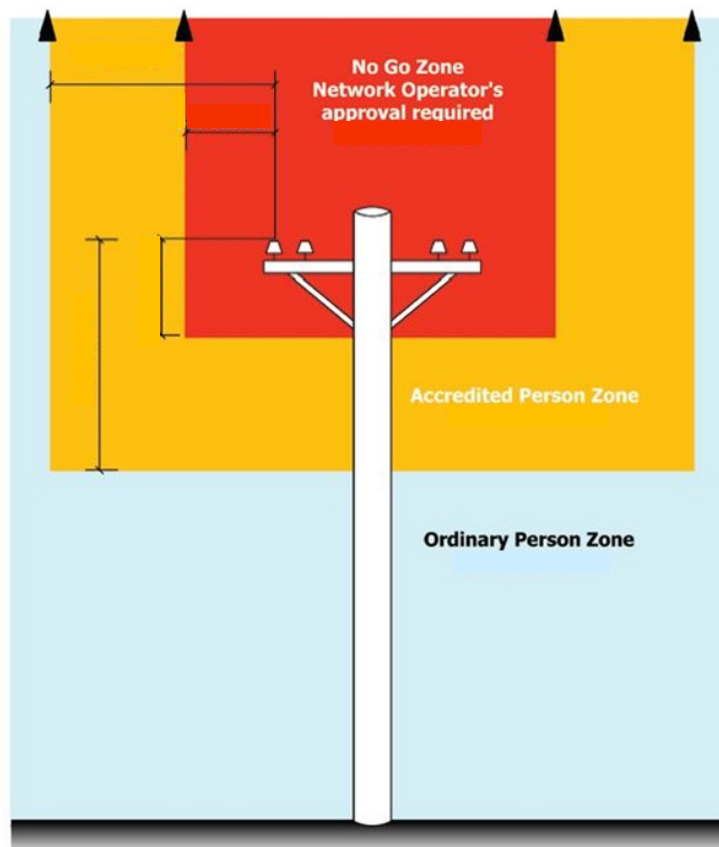 No Go Zone
Network Operator's
approval required
Accredited Person Zone
Ordinary Person Zone